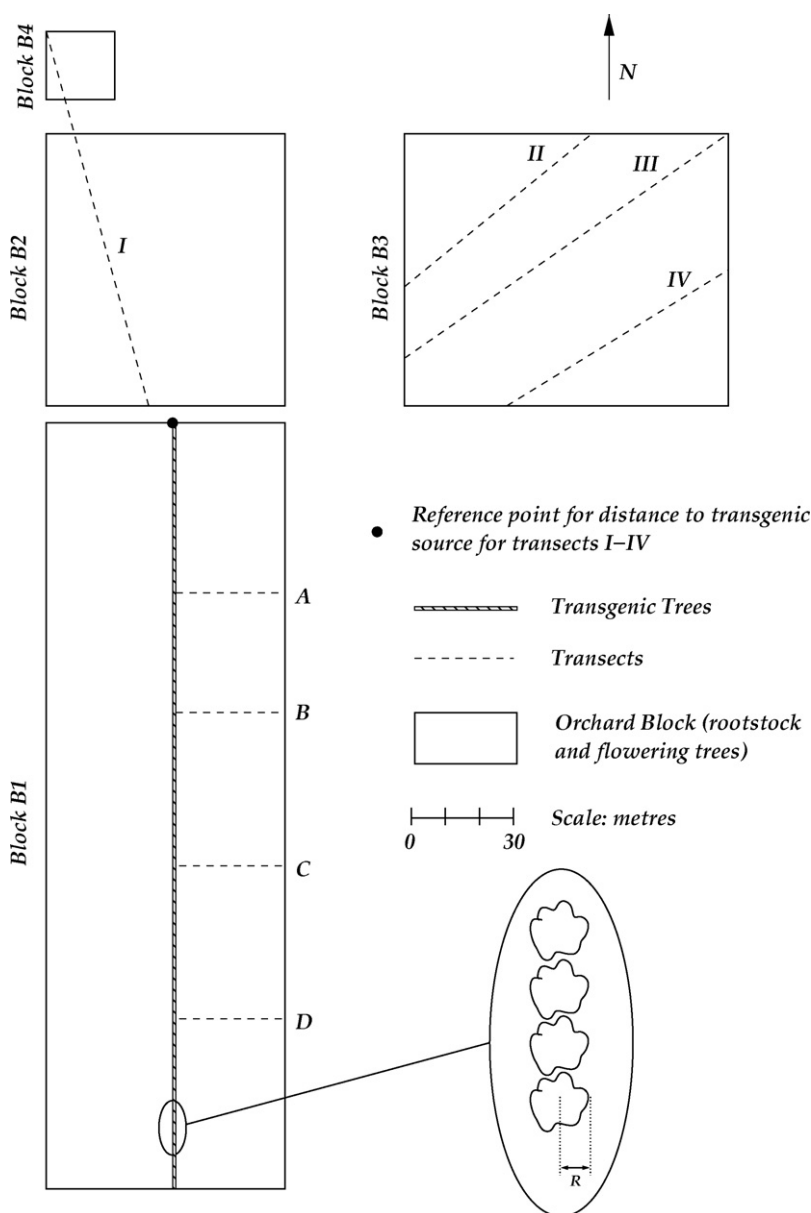 Block B4
N
Block B2
I
Block B3
II
III
IV
Block B1
A
B
C
D
Reference point for distance to transgenic
source for transects I–IV
Transgenic Trees
Transects
Orchard Block (rootstock
and flowering trees)
Scale: metres
0 30
R